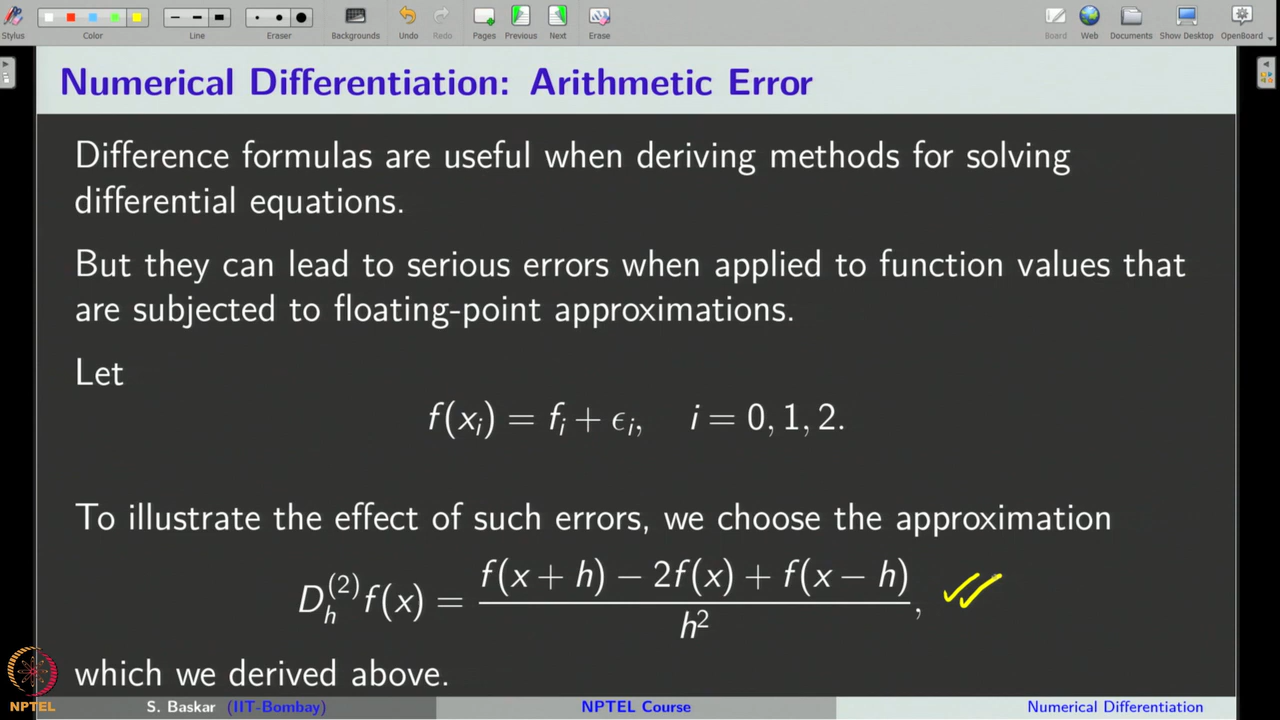 Stylus Color Line Eraser Backgrounds Undo Redo Pages Previous Next Erase Board Web Documents Show Desktop OpenBoard
Numerical Differentiation: Arithmetic Error
Difference formulas are useful when deriving methods for solving
differential equations.
But they can lead to serious errors when applied to function values that
are subjected to floating-point approximations.
Let
f(xᵢ) = fᵢ + ϵᵢ, i = 0, 1, 2.
To illustrate the effect of such errors, we choose the approximation
D_h^{(2)} f(x) = \frac{f(x + h) − 2f(x) + f(x − h)}{h^2},
which we derived above.
NPTEL
S. Baskar (IIT-Bombay) NPTEL Course Numerical Differentiation